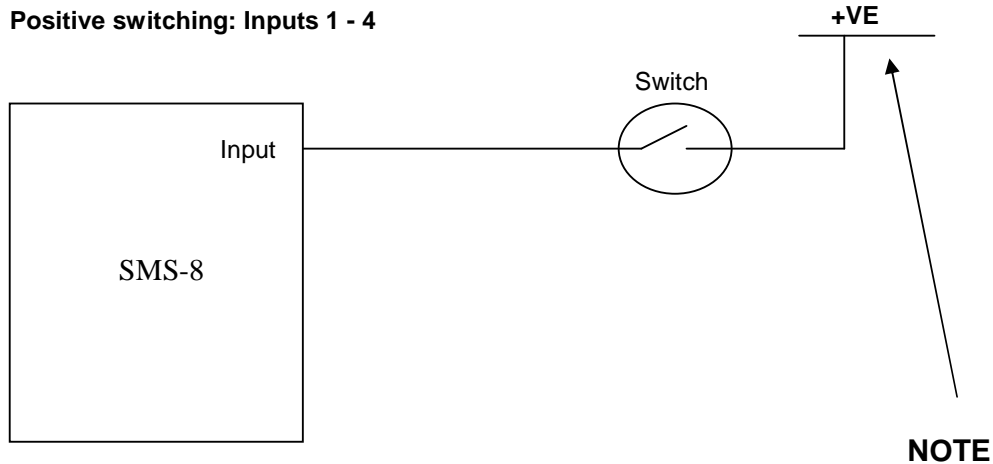 Positive switching: Inputs 1 - 4
+VE
Switch
Input
SMS-8
NOTE